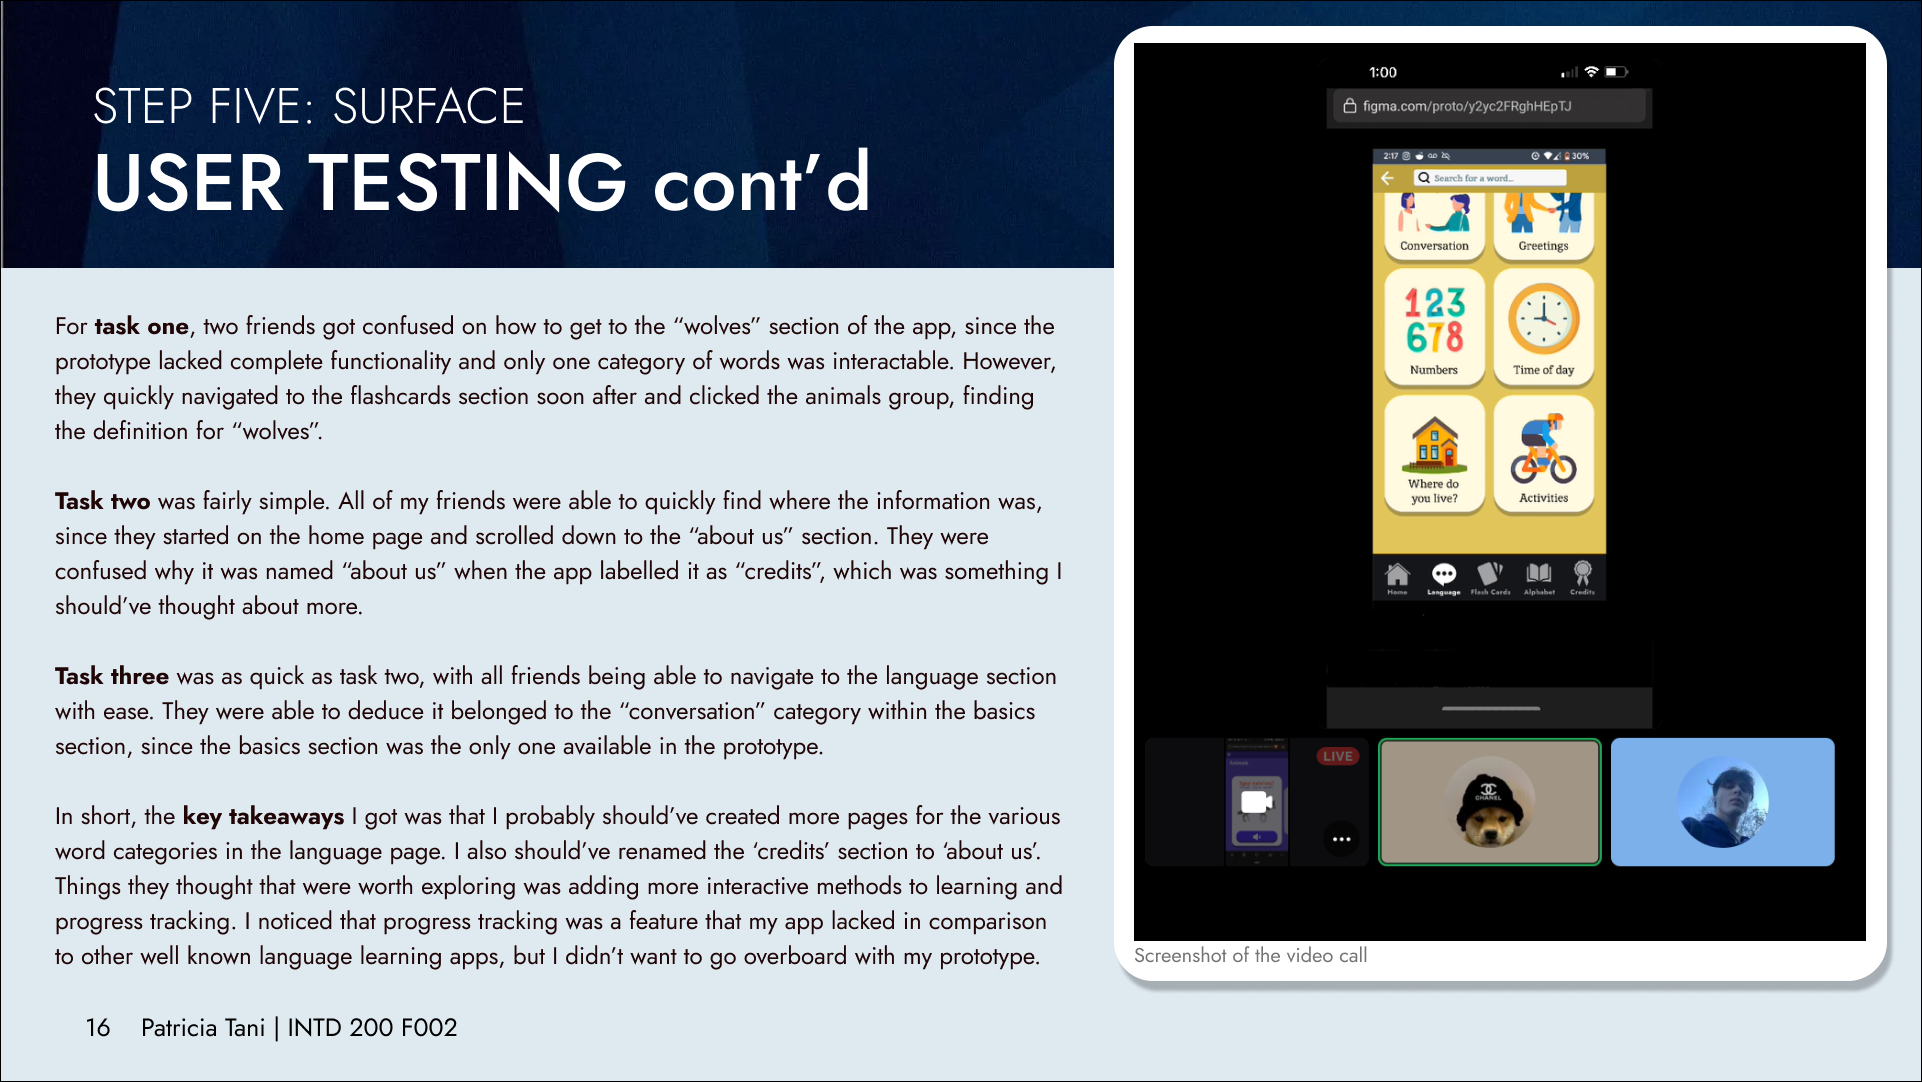 STEP FIVE: SURFACE
USER TESTING cont’d
For task one, two friends got confused on how to get to the “wolves” section of the app, since the
prototype lacked complete functionality and only one category of words was interactable. However,
they quickly navigated to the flashcards section soon after and clicked the animals group, finding
the definition for “wolves”.
Task two was fairly simple. All of my friends were able to quickly find where the information was,
since they started on the home page and scrolled down to the “about us” section. They were
confused why it was named “about us” when the app labelled it as “credits”, which was something I
should’ve thought about more.
Task three was as quick as task two, with all friends being able to navigate to the language section
with ease. They were able to deduce it belonged to the “conversation” category within the basics
section, since the basics section was the only one available in the prototype.
In short, the key takeaways I got was that I probably should’ve created more pages for the various
word categories in the language page. I also should’ve renamed the ‘credits’ section to ‘about us’.
Things they thought that were worth exploring was adding more interactive methods to learning and
progress tracking. I noticed that progress tracking was a feature that my app lacked in comparison
to other well known language learning apps, but I didn’t want to go overboard with my prototype.
16 Patricia Tani | INTD 200 F002
1:00
figma.com/proto/y2yc2FRghHEpTJ
2:17 30%
Search for a word...
Conversation Greetings
123
678
Numbers Time of day
Where do
you live?
Activities
Home Language Flash Cards Alphabet Credits
Animals
LIVE
CHANEL
Screenshot of the video call